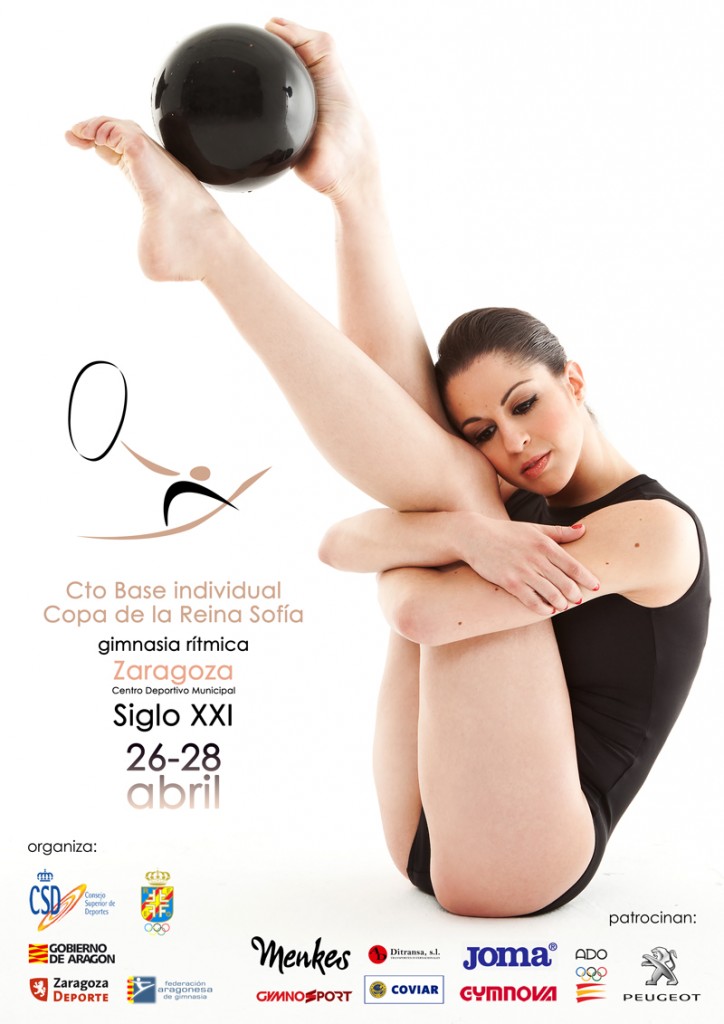 Cto Base individual
Copa de la Reina Sofía
gimnasia rítmica
Zaragoza
Centro Deportivo Municipal
Siglo XXI
26-28
abril
organiza:
CSD
Consejo
Superior de
Deportes
GOBIERNO
DE ARAGON
Zaragoza
DEPORTE
federación
aragonesa
de gimnasia
patrocinan:
Menkes
Ditransa, s.l.
Joma®
ADO
GYMNOSPORT
COVIAR
GYMNOVA
PEUGEOT